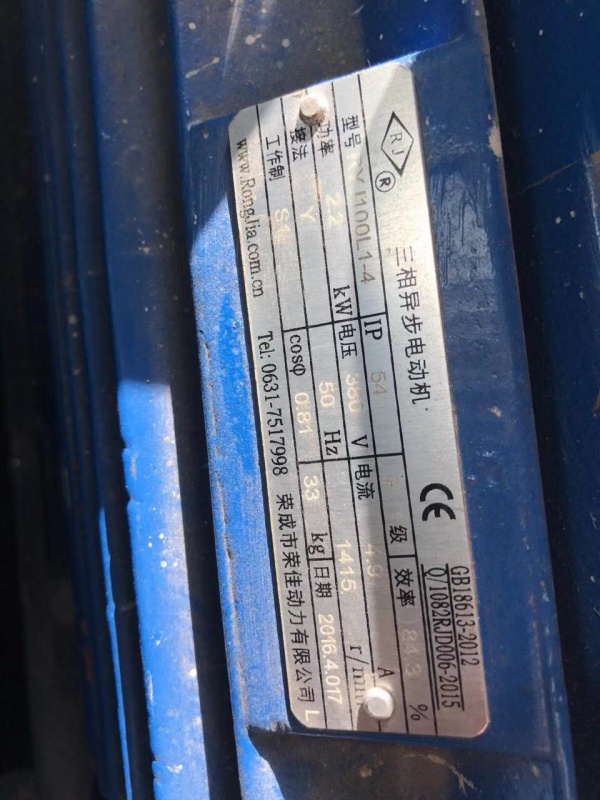 RJ ® 三相异步电动机 CE GB18613-2012
Q/1082RJD006-2015
型号 YJ100L1-4 IP 54 级 效率 84.3 %
功率 2.2 kW 电压 380 V 电流 4.9 A
接法 Y 50 Hz 1415 r/min
工作制 S1 cosφ 0.81 33 kg 日期 2016.4.017
www.RongJia.com.cn Tel: 0631-7517998 荣成市荣佳动力有限公司 L